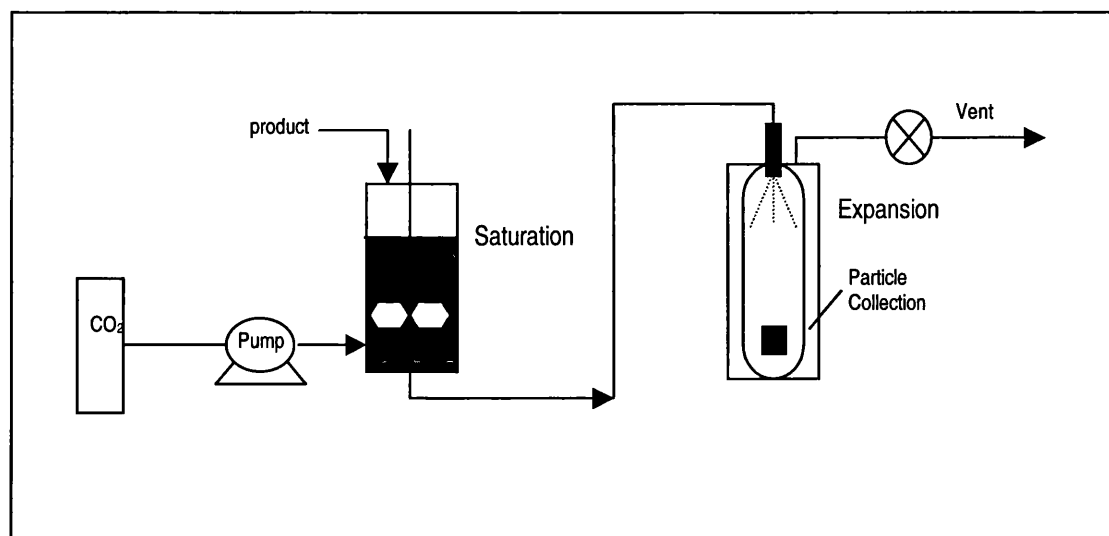 product
Vent
Saturation
Expansion
Particle
Collection
CO₂
Pump